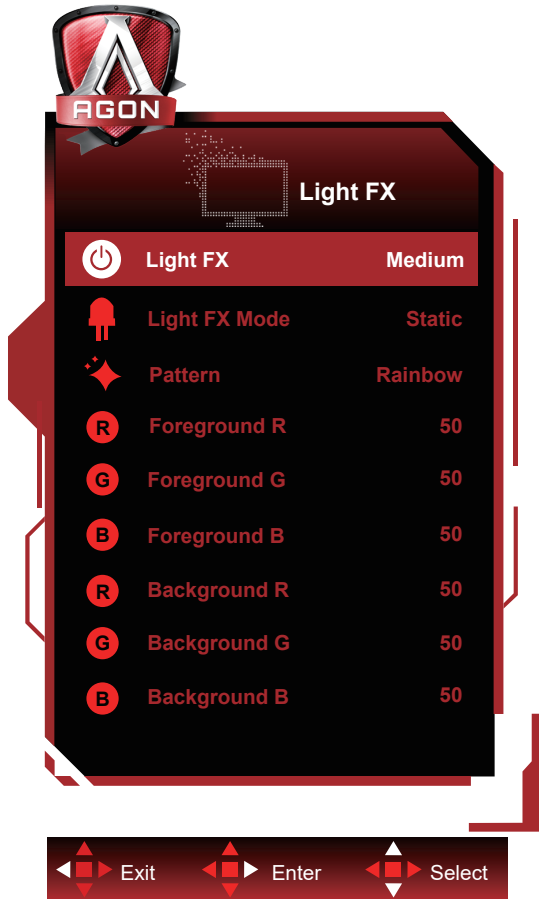 AGON
Light FX
Light FX Medium
Light FX Mode Static
Pattern Rainbow
R Foreground R 50
G Foreground G 50
B Foreground B 50
R Background R 50
G Background G 50
B Background B 50
Exit Enter Select